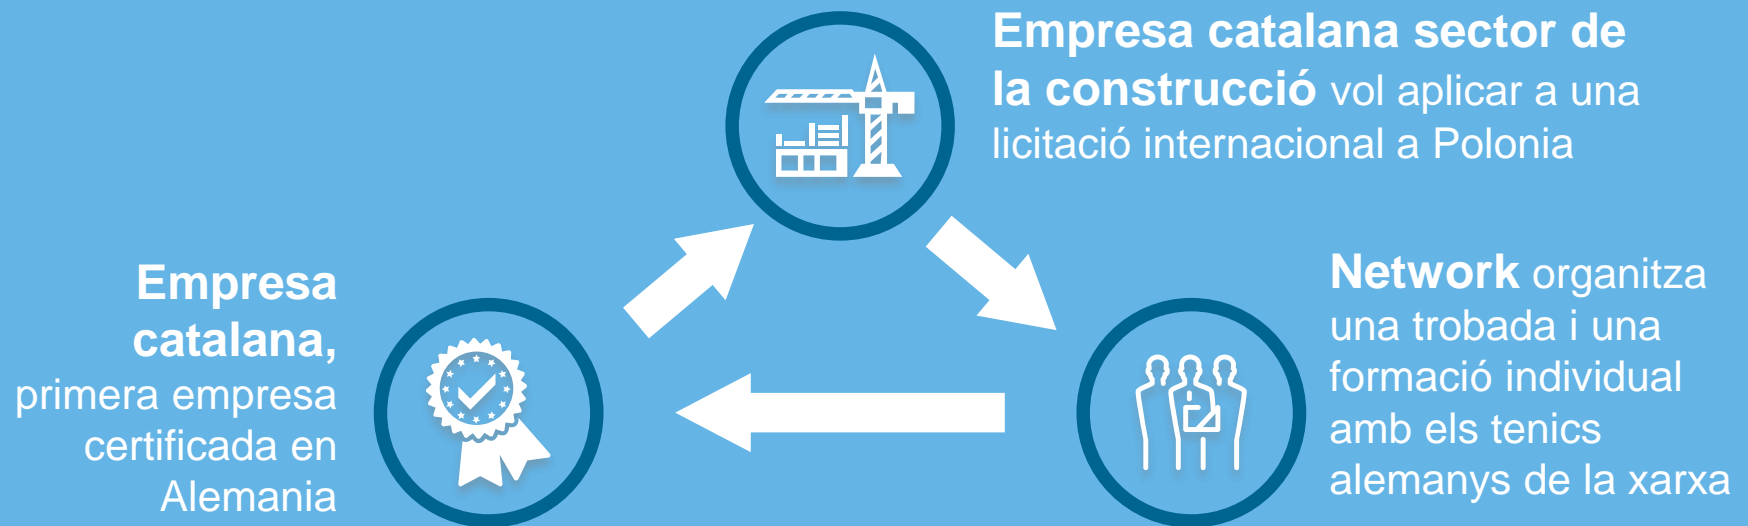 Empresa catalana sector de
la construcció vol aplicar a una
licitació internacional a Polonia
Network organitza
una trobada i una
formació individual
amb els tenics
alemanys de la xarxa
Empresa
catalana,
primera empresa
certificada en
Alemania